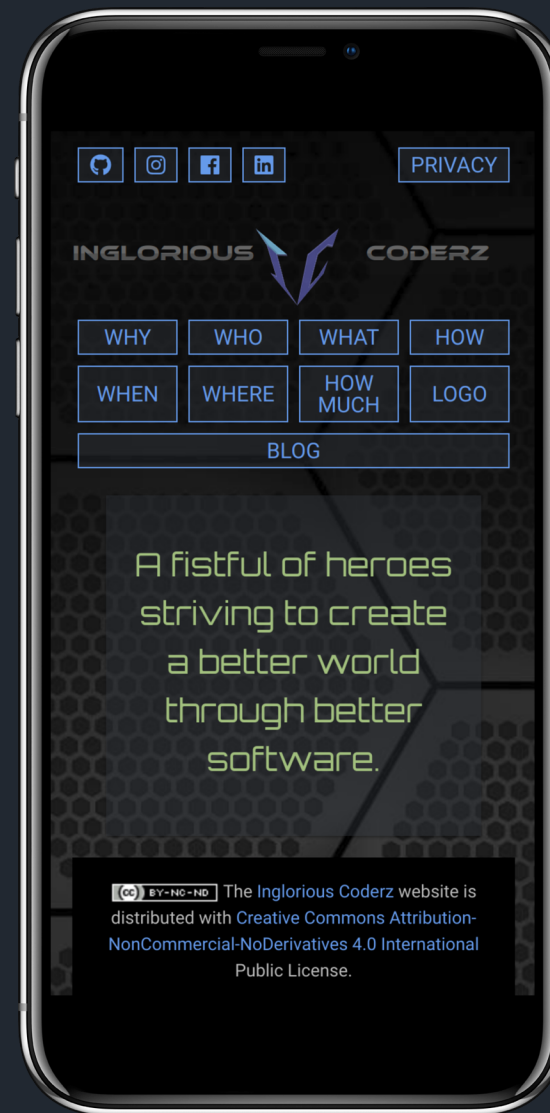 PRIVACY
INGLORIOUS CODERZ
WHY WHO WHAT HOW
WHEN WHERE HOW MUCH LOGO
BLOG
A fistful of heroes
striving to create
a better world
through better
software.
(cc) BY-NC-ND The Inglorious Coderz website is
distributed with Creative Commons Attribution-
NonCommercial-NoDerivatives 4.0 International
Public License.